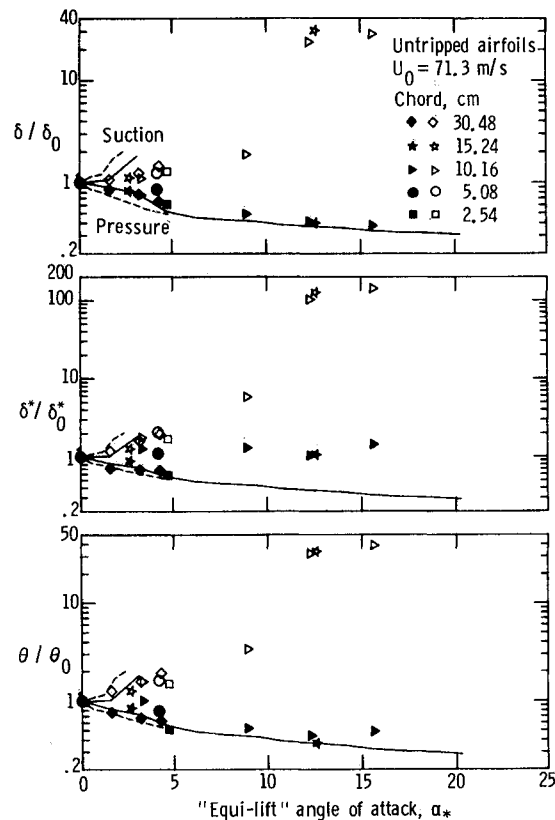 40
10
δ / δ0
1
.2
Suction
Pressure
Untripped airfoils
U0 = 71.3 m/s
Chord, cm
30.48
15.24
10.16
5.08
2.54
200
100
10
δ*/ δ0*
1
.2
50
10
θ / θ0
1
.2
0 5 10 15 20 25
"Equi-lift" angle of attack, α*